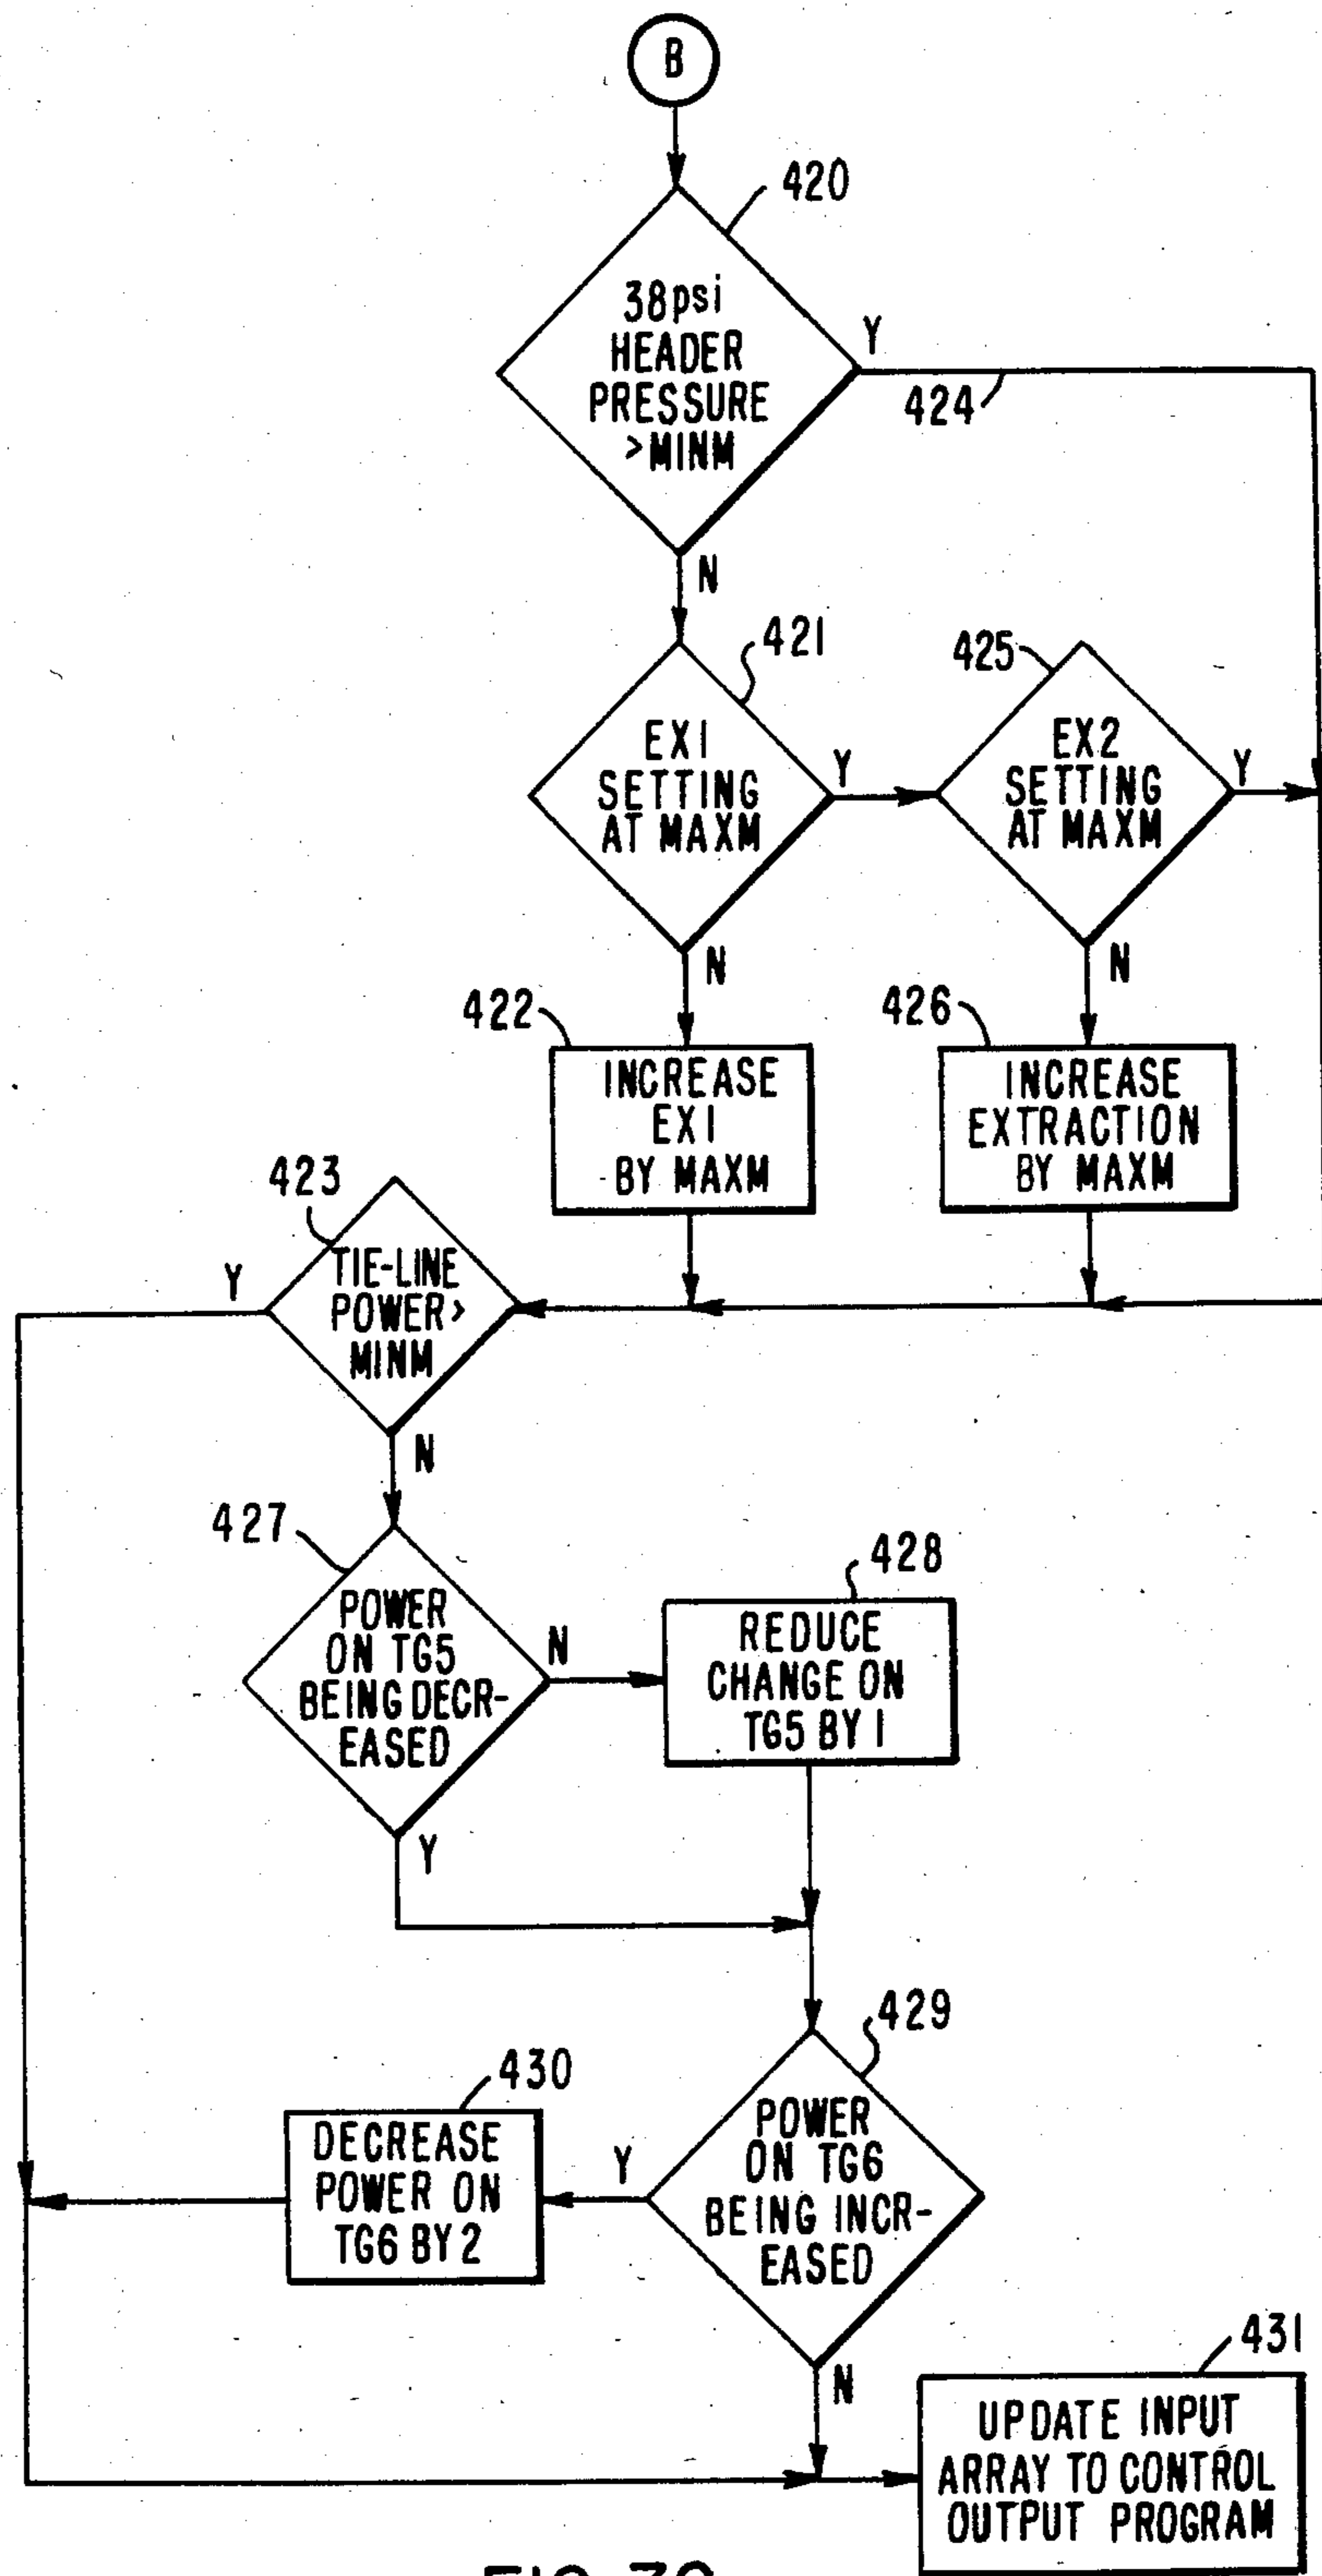 B
420
38psi
HEADER
PRESSURE
>MINM
Y
424
N
421
EX1
SETTING
AT MAXM
Y
425
EX2
SETTING
AT MAXM
Y
N
N
422
INCREASE
EX1
BY MAXM
426
INCREASE
EXTRACTION
BY MAXM
423
TIE-LINE
POWER>
MINM
Y
N
427
POWER
ON TG5
BEING DECR-
EASED
N
428
REDUCE
CHANGE ON
TG5 BY 1
Y
429
POWER
ON TG6
BEING INCR-
EASED
Y
430
DECREASE
POWER ON
TG6 BY 2
N
431
UPDATE INPUT
ARRAY TO CONTROL
OUTPUT PROGRAM